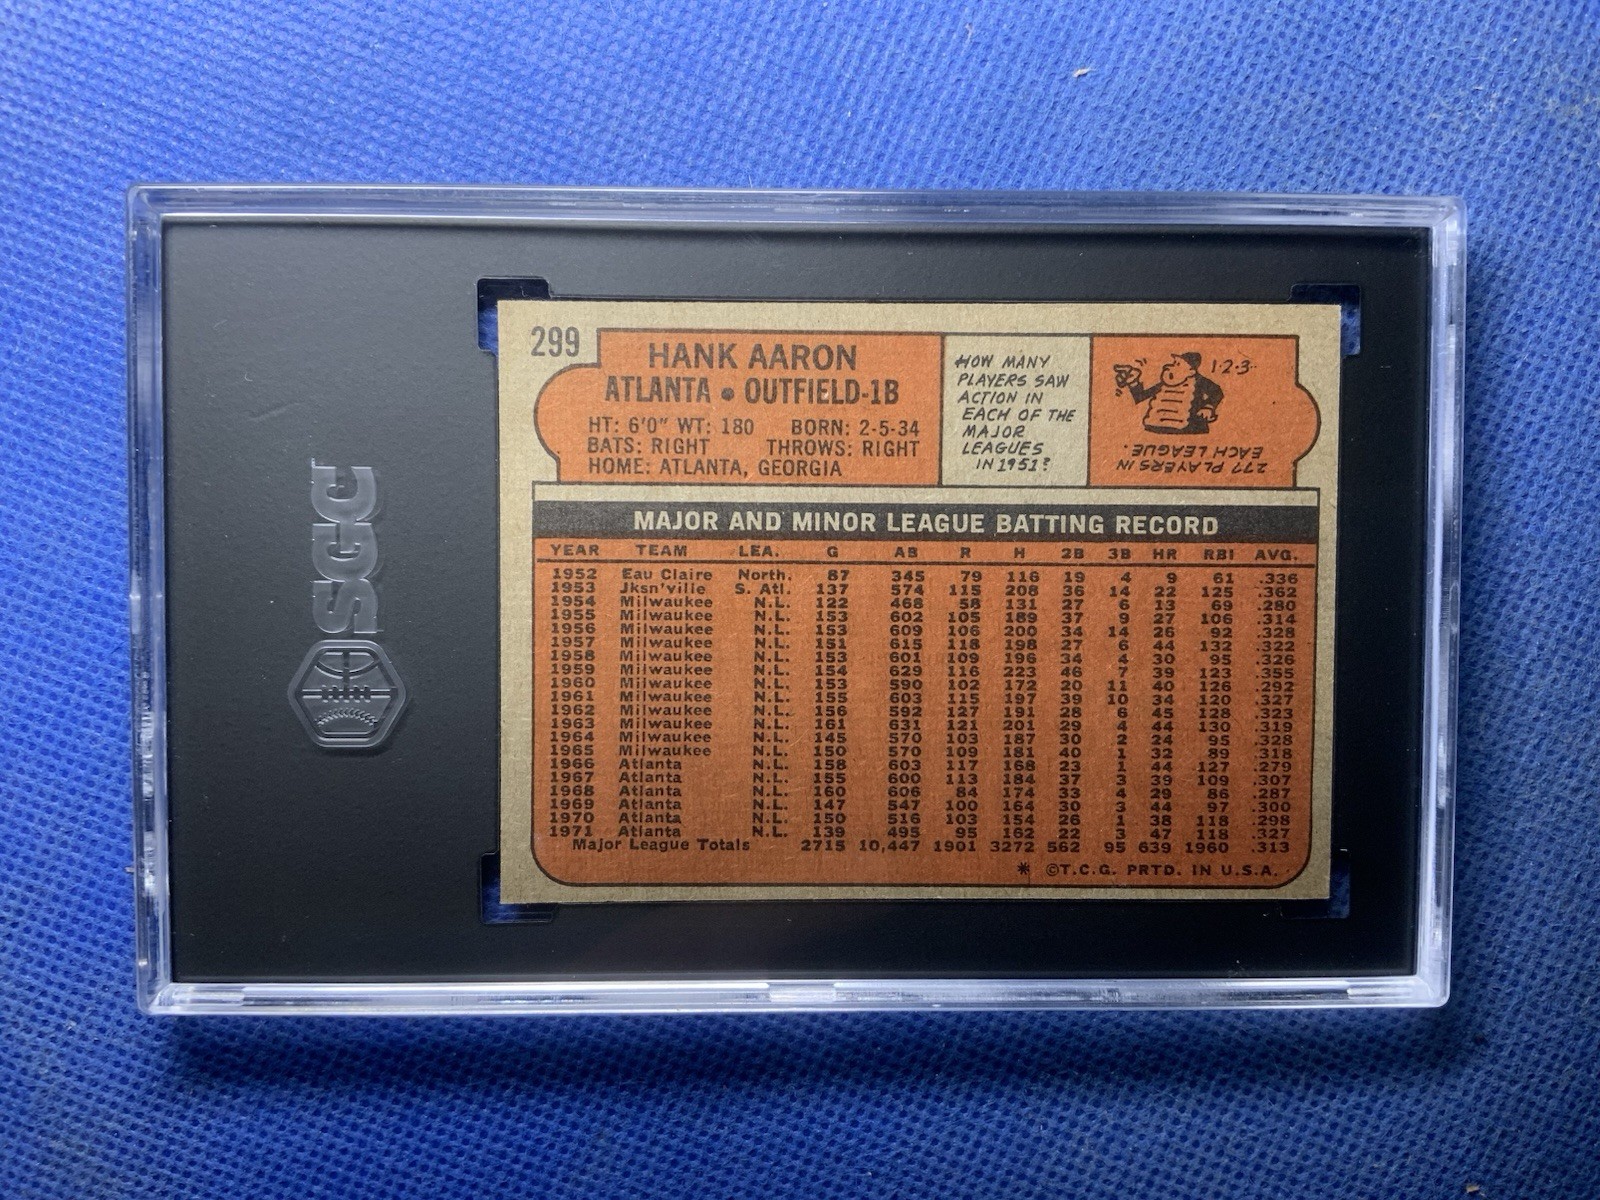 SGC
299
HANK AARON
ATLANTA • OUTFIELD-1B
HT: 6'0" WT: 180 BORN: 2-5-34
BATS: RIGHT THROWS: RIGHT
HOME: ATLANTA, GEORGIA
HOW MANY
PLAYERS SAW
ACTION IN
EACH OF THE
MAJOR
LEAGUES
IN 1951?
1-2-3-
277 PLAYERS IN
EACH LEAGUE.
MAJOR AND MINOR LEAGUE BATTING RECORD
YEAR TEAM LEA. G AB R H 2B 3B HR RBI AVG.
1952 Eau Claire North. 87 345 79 116 19 4 9 61 .336
1953 Jksn'ville S. Atl. 137 574 115 208 36 14 22 125 .362
1954 Milwaukee N.L. 122 468 58 131 27 6 13 69 .280
1955 Milwaukee N.L. 153 602 105 189 37 9 27 106 .314
1956 Milwaukee N.L. 153 609 106 200 34 14 26 92 .328
1957 Milwaukee N.L. 151 615 118 198 27 6 44 132 .322
1958 Milwaukee N.L. 153 601 109 196 34 4 30 95 .326
1959 Milwaukee N.L. 154 629 116 223 46 7 39 123 .355
1960 Milwaukee N.L. 153 590 102 172 20 11 40 126 .292
1961 Milwaukee N.L. 155 603 115 197 39 10 34 120 .327
1962 Milwaukee N.L. 156 592 127 191 28 6 45 128 .323
1963 Milwaukee N.L. 161 631 121 201 29 4 44 130 .319
1964 Milwaukee N.L. 145 570 103 187 30 2 24 95 .328
1965 Milwaukee N.L. 150 570 109 181 40 1 32 89 .318
1966 Atlanta N.L. 158 603 117 168 23 1 44 127 .279
1967 Atlanta N.L. 155 600 113 184 37 3 39 109 .307
1968 Atlanta N.L. 160 606 84 174 33 4 29 86 .287
1969 Atlanta N.L. 147 547 100 164 30 3 44 97 .300
1970 Atlanta N.L. 150 516 103 154 26 1 38 118 .298
1971 Atlanta N.L. 139 495 95 162 22 3 47 118 .327
Major League Totals 2715 10,447 1901 3272 562 95 639 1960 .313
* ©T.C.G. PRTD. IN U.S.A.